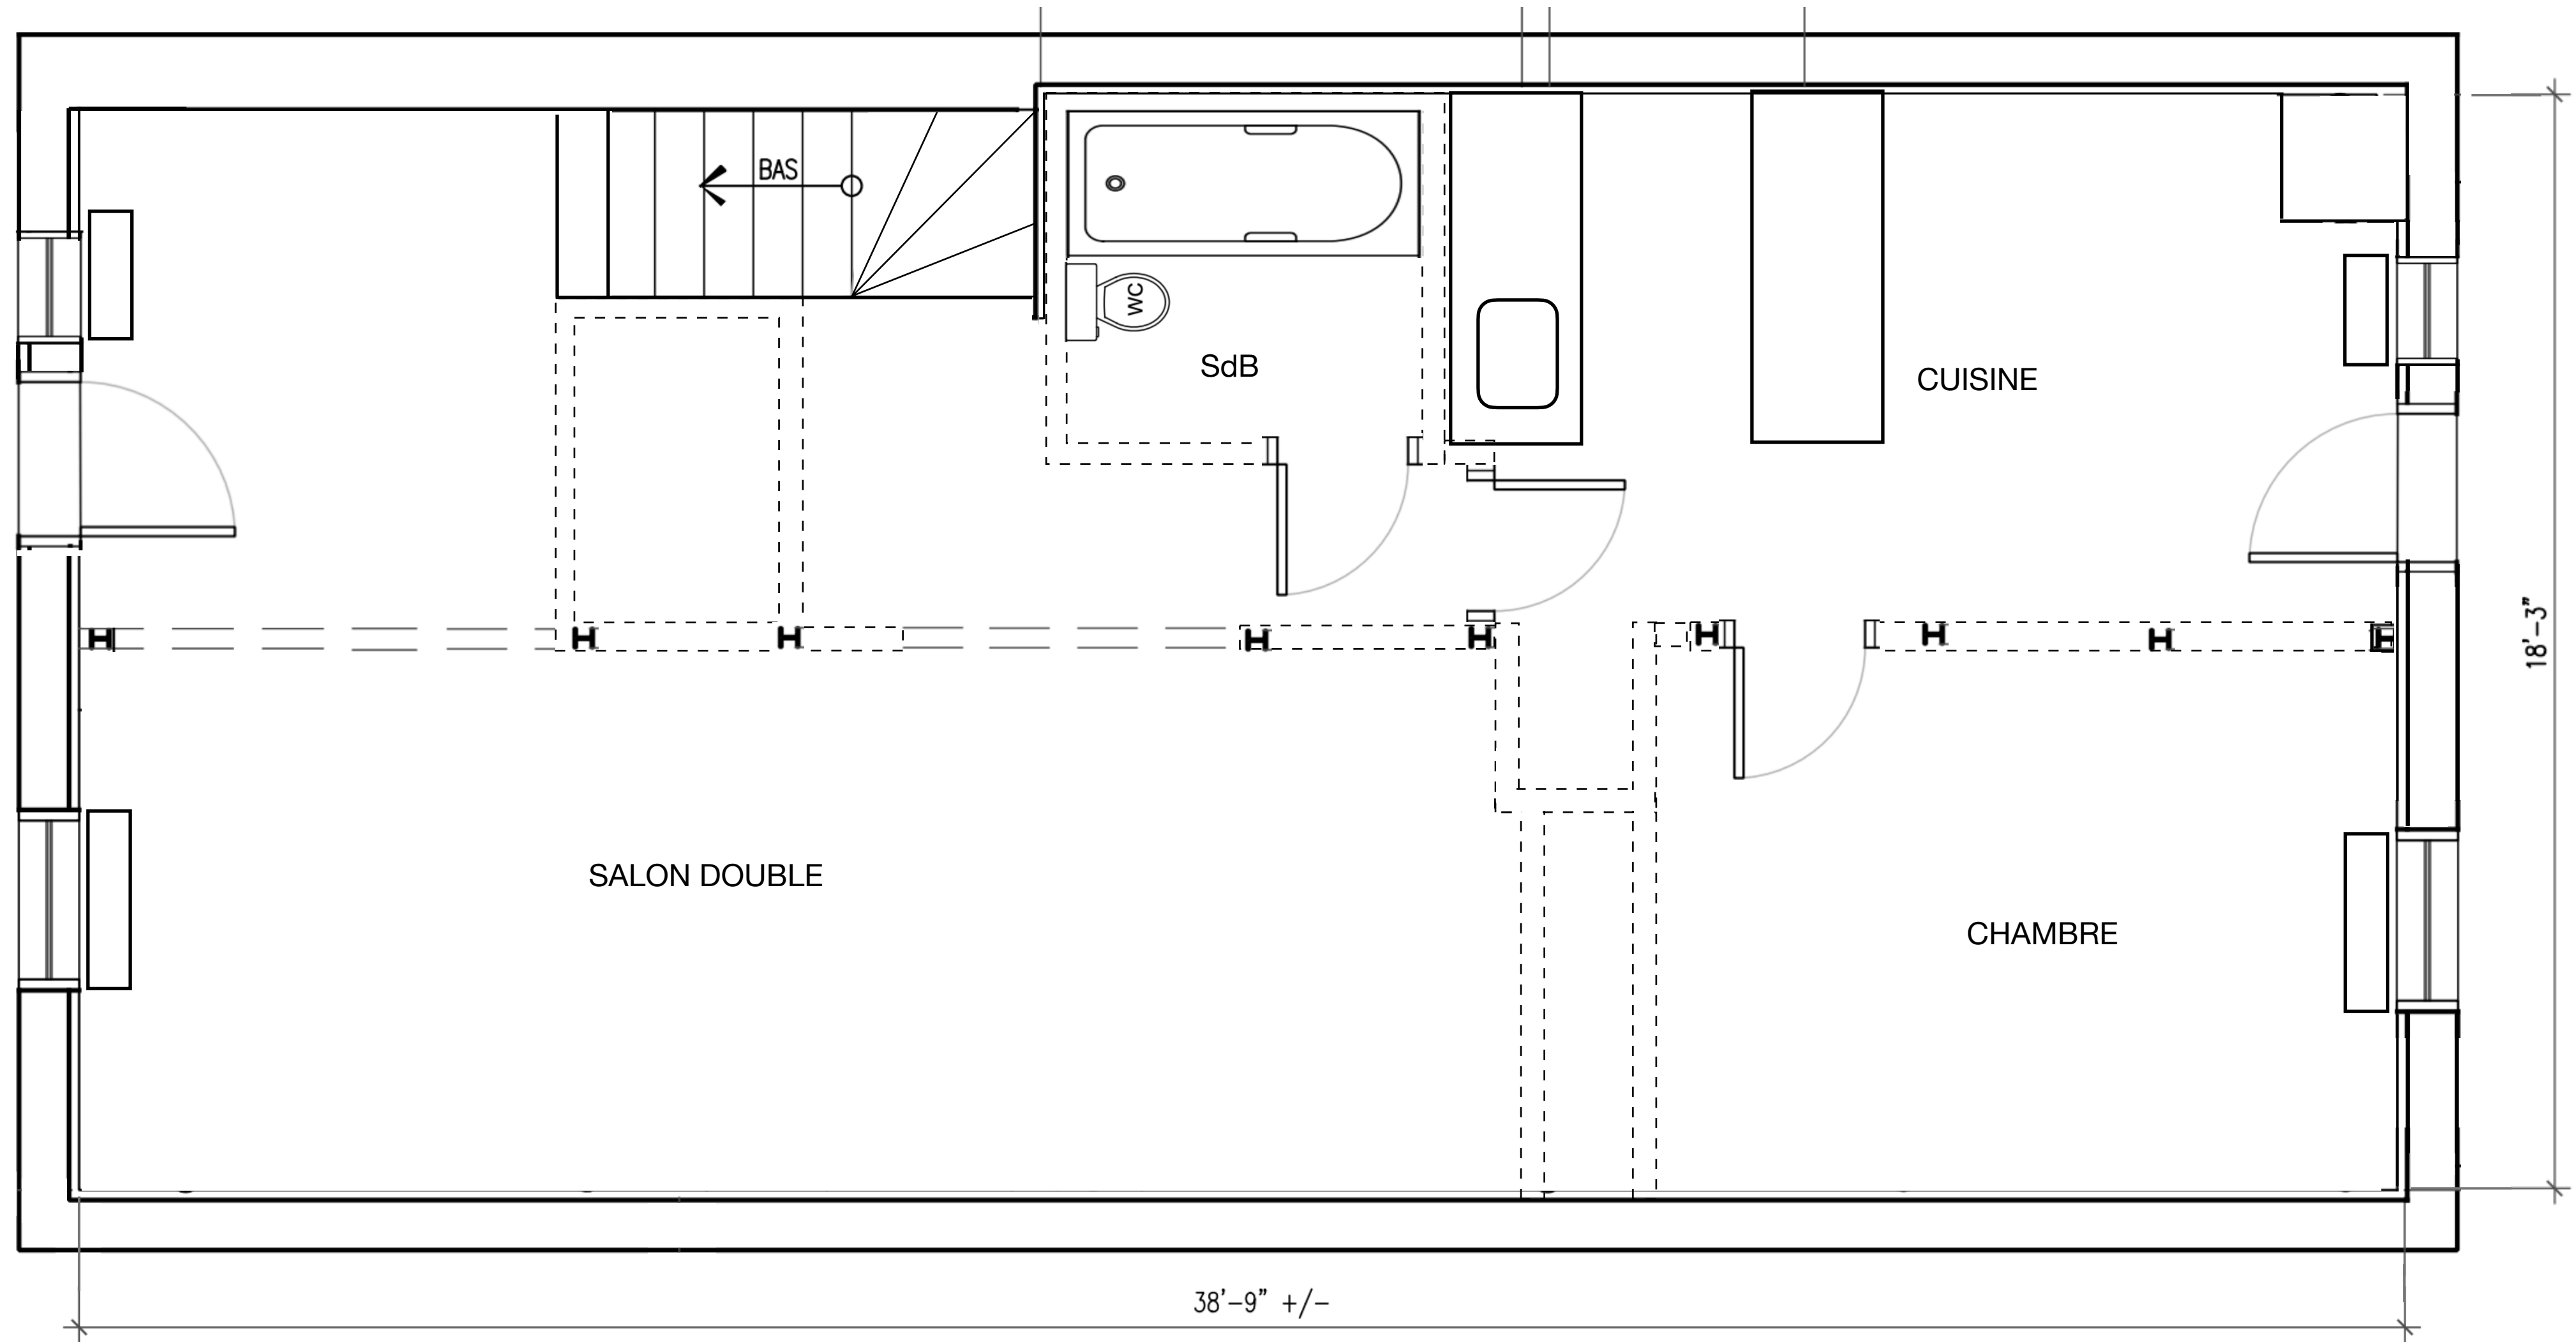 BAS
WC
SdB
CUISINE
18'-3"
H H H H H H H H H
SALON DOUBLE
CHAMBRE
38'-9" +/-